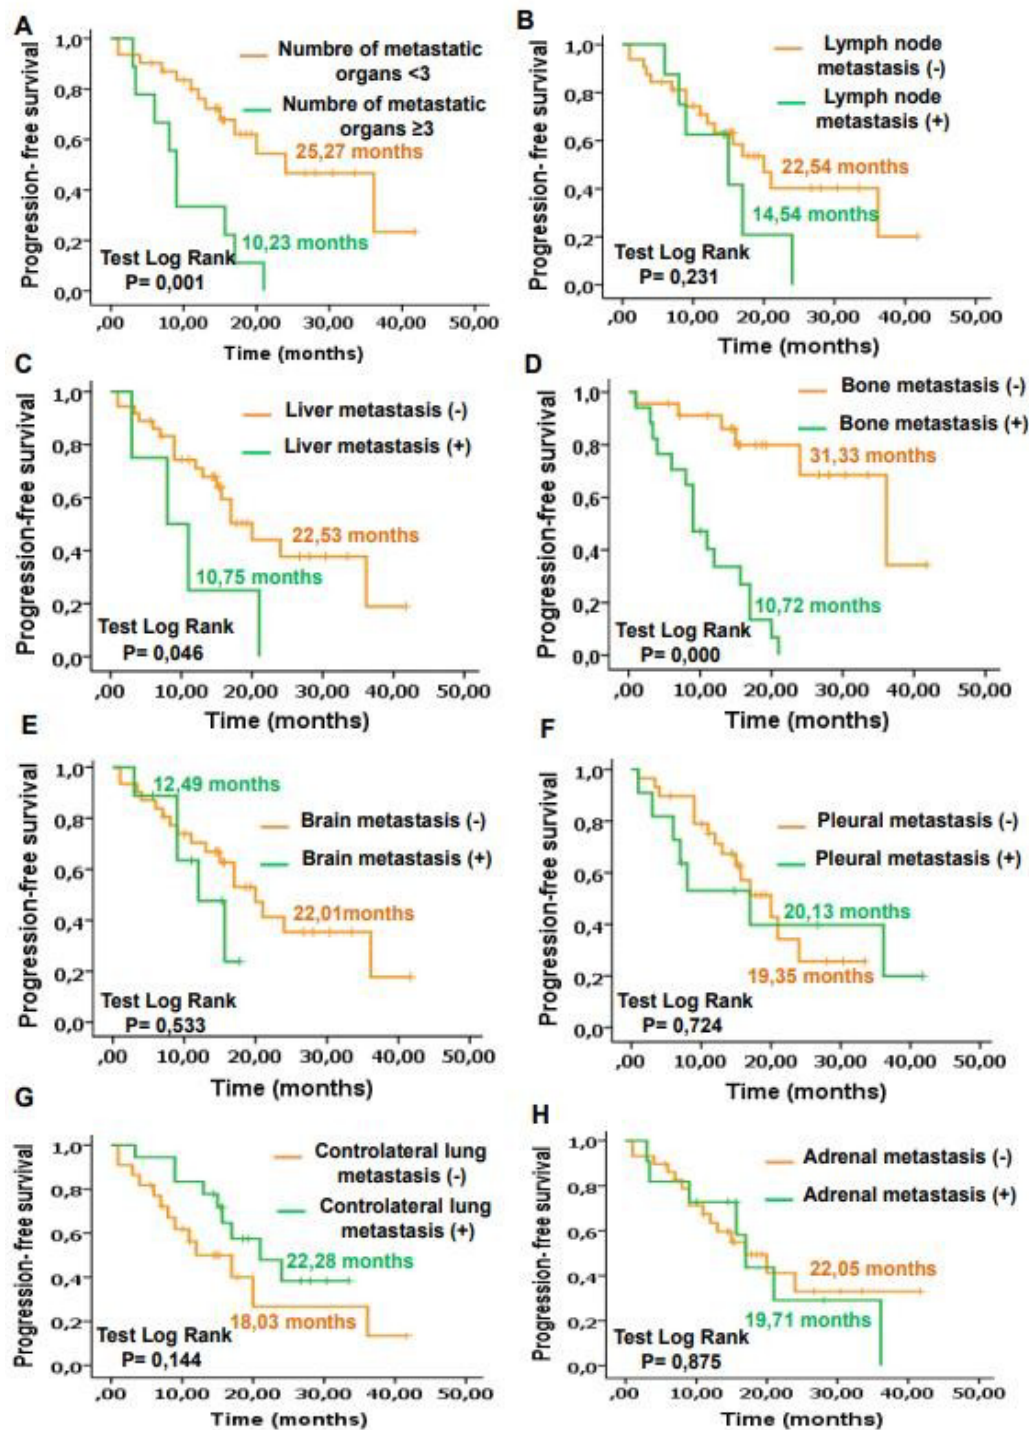 A
Progression- free survival
1,0
0,8
0,6
0,4
0,2
0,0
Numbre of metastatic
organs <3
Numbre of metastatic
organs ≥3
25,27 months
10,23 months
Test Log Rank
P= 0,001
,00 10,00 20,00 30,00 40,00 50,00
Time (months)
B
Progression- free survival
1,0
0,8
0,6
0,4
0,2
0,0
Lymph node
metastasis (-)
Lymph node
metastasis (+)
22,54 months
14,54 months
Test Log Rank
P= 0,231
,00 10,00 20,00 30,00 40,00 50,00
Time (months)
C
Progression-free survival
1,0
0,8
0,6
0,4
0,2
0,0
Liver metastasis (-)
Liver metastasis (+)
22,53 months
10,75 months
Test Log Rank
P= 0,046
,00 10,00 20,00 30,00 40,00 50,00
Time (months)
D
Progression-free survival
1,0
0,8
0,6
0,4
0,2
0,0
Bone metastasis (-)
Bone metastasis (+)
31,33 months
10,72 months
Test Log Rank
P= 0,000
,00 10,00 20,00 30,00 40,00 50,00
Time (months)
E
Progression-free survival
1,0
0,8
0,6
0,4
0,2
0,0
12,49 months
Brain metastasis (-)
Brain metastasis (+)
22,01months
Test Log Rank
P= 0,533
,00 10,00 20,00 30,00 40,00 50,00
Time (months)
F
Progression-free survival
1,0
0,8
0,6
0,4
0,2
0,0
Pleural metastasis (-)
Pleural metastasis (+)
20,13 months
19,35 months
Test Log Rank
P= 0,724
,00 10,00 20,00 30,00 40,00 50,00
Time (months)
G
Progression- free survival
1,0
0,8
0,6
0,4
0,2
0,0
Controlateral lung
metastasis (-)
Controlateral lung
metastasis (+)
22,28 months
18,03 months
Test Log Rank
P= 0,144
,00 10,00 20,00 30,00 40,00 50,00
Time (months)
H
Progression- free survival
1,0
0,8
0,6
0,4
0,2
0,0
Adrenal metastasis (-)
Adrenal metastasis (+)
22,05 months
19,71 months
Test Log Rank
P= 0,875
,00 10,00 20,00 30,00 40,00 50,00
Time (months)